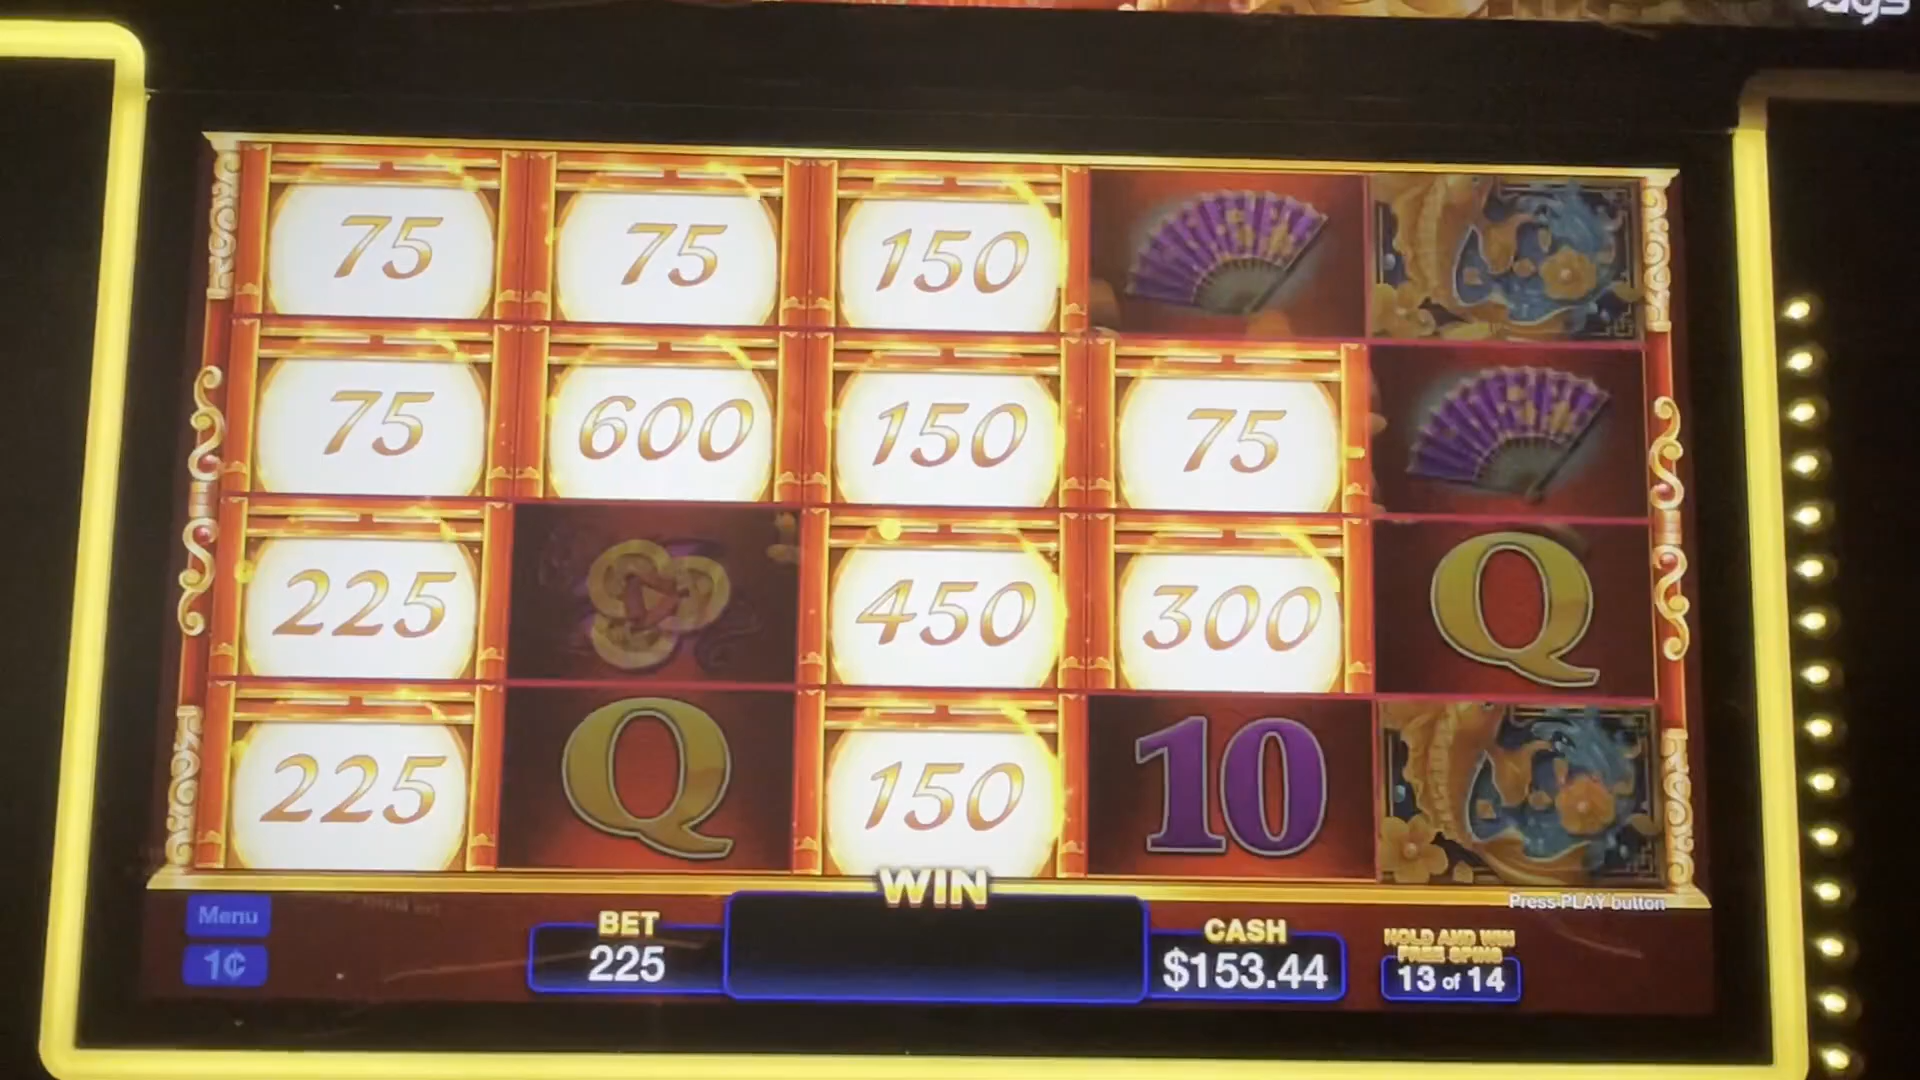 75 75 150
75 600 150 75
225 450 300 Q
225 Q 150 10
WIN
Press PLAY button
Menu
BET
CASH
HOLD AND WIN
FREE SPINS
1¢
225
$153.44
13 of 14